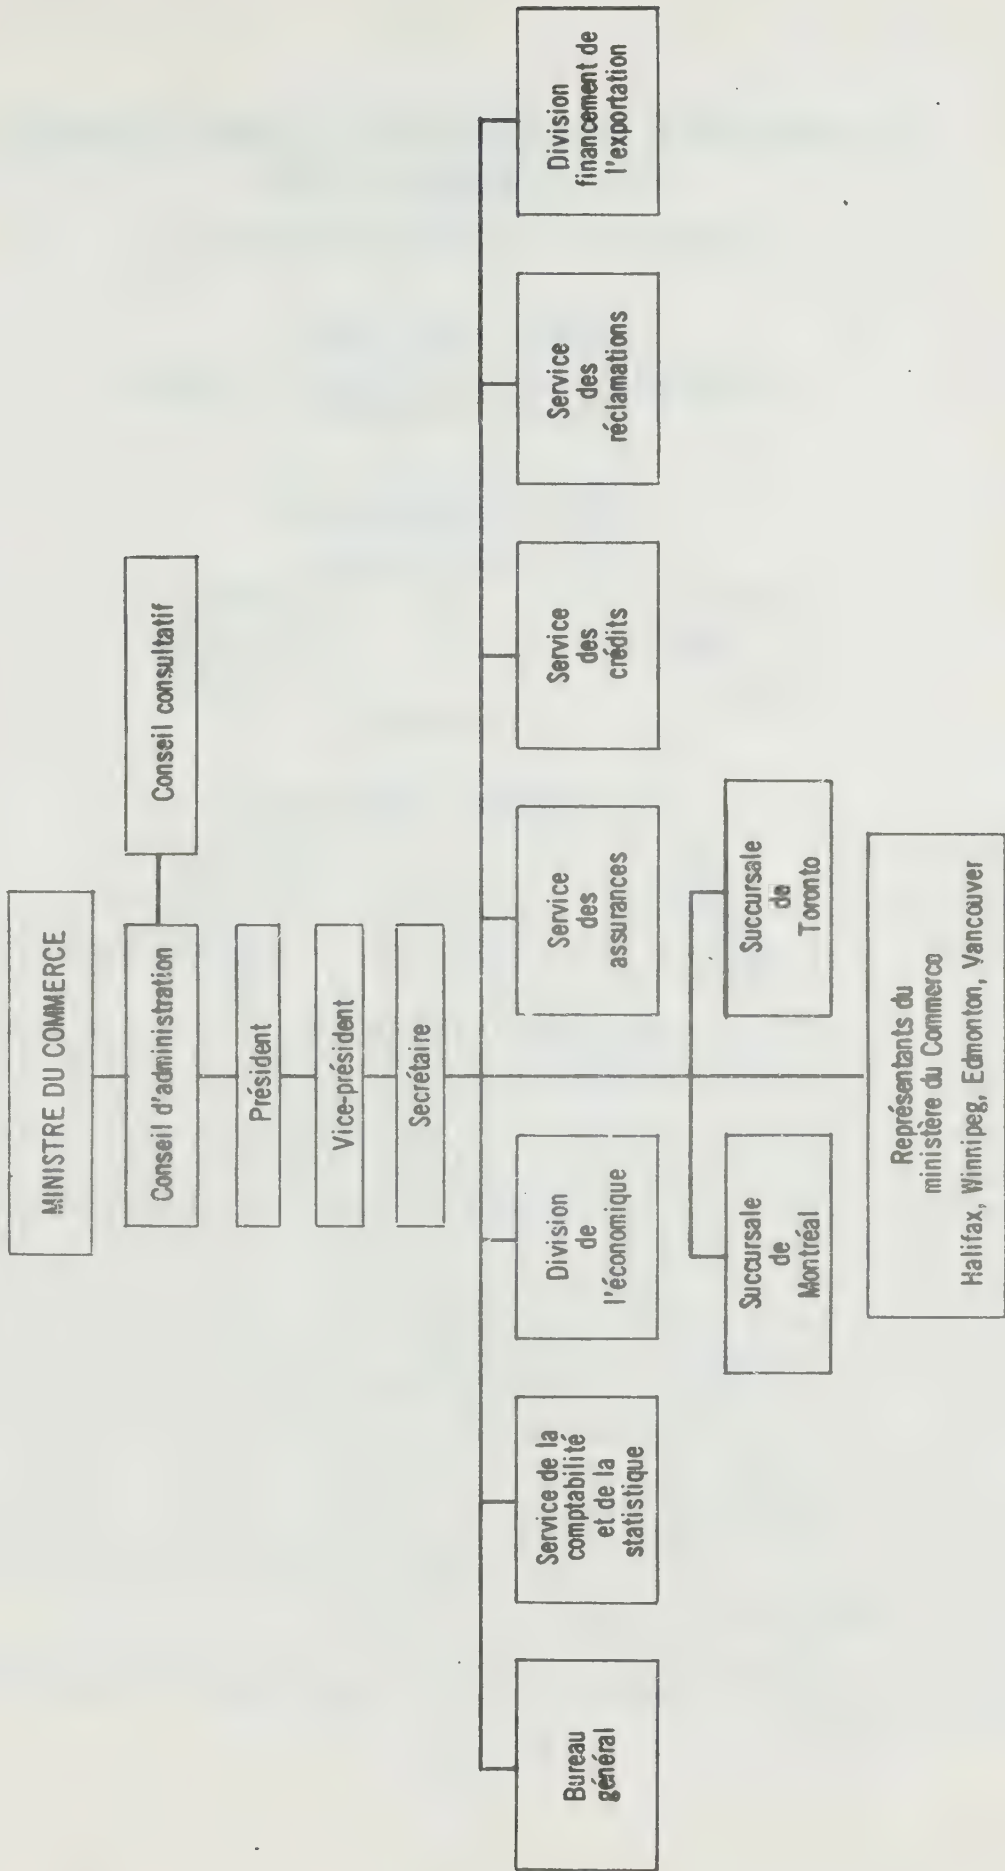 MINISTRE DU COMMERCE
Conseil d'administration
Conseil consultatif
Président
Vice-président
Secrétaire
Bureau
général
Service de la
comptabilité
et de la
statistique
Division
de
l'économique
Service
des
assurances
Service
des
crédits
Service
des
réclamations
Division
financement de
l'exportation
Succursale
de
Montréal
Succursale
de
Toronto
Représentants du
ministère du Commerce
Halifax, Winnipeg, Edmonton, Vancouver